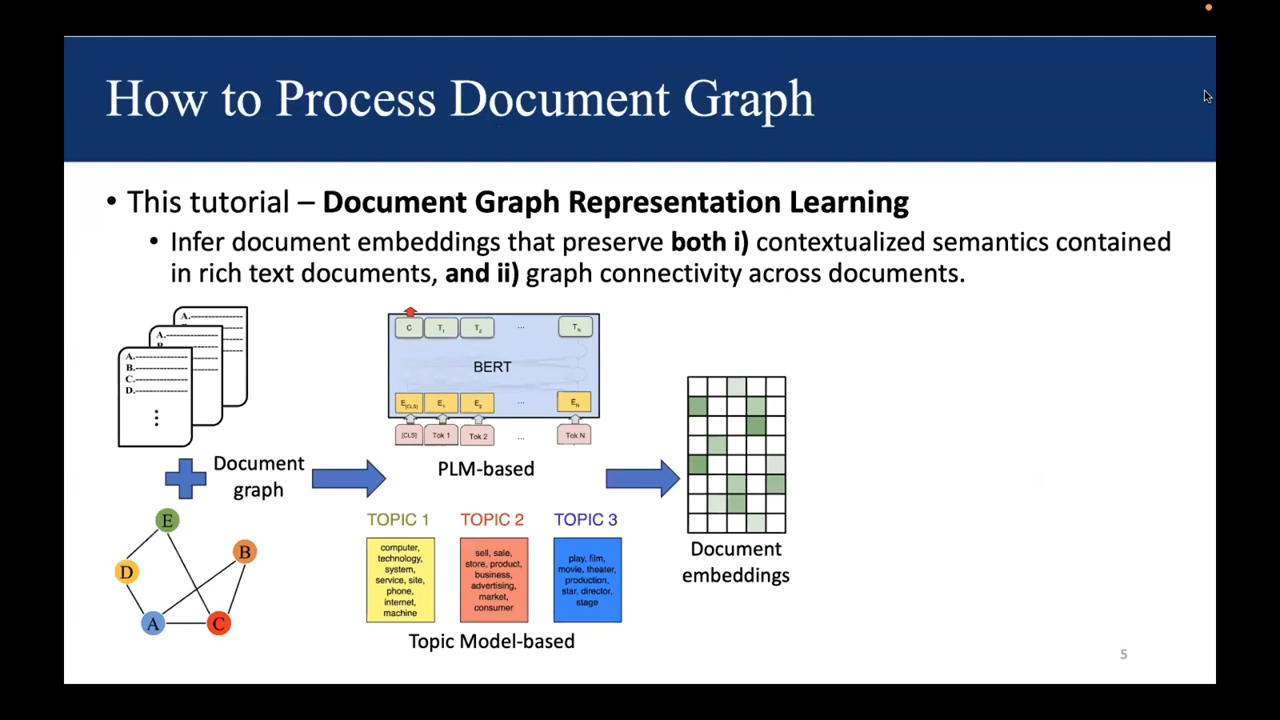 How to Process Document Graph
• This tutorial – Document Graph Representation Learning
• Infer document embeddings that preserve both i) contextualized semantics contained
in rich text documents, and ii) graph connectivity across documents.
A.
A.
A.
B.
C.
D.
Document
graph
E
B
D
A
C
C T1 T2 ... TN
BERT
E[CLS] E1 E2 ... EN
[CLS] Tok 1 Tok 2 ... Tok N
PLM-based
TOPIC 1
computer,
technology,
system,
service, site,
phone,
internet,
machine
TOPIC 2
sell, sale,
store, product,
business,
advertising,
market,
consumer
TOPIC 3
play, film,
movie, theater,
production,
star, director,
stage
Topic Model-based
Document
embeddings
5